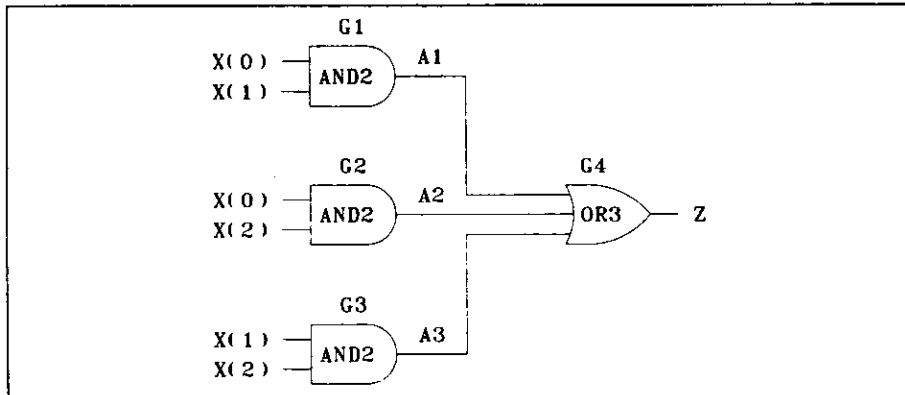 G1
X(0)
AND2
A1
X(1)
G2
G4
X(0)
AND2
A2
OR3
Z
X(2)
G3
X(1)
AND2
A3
X(2)